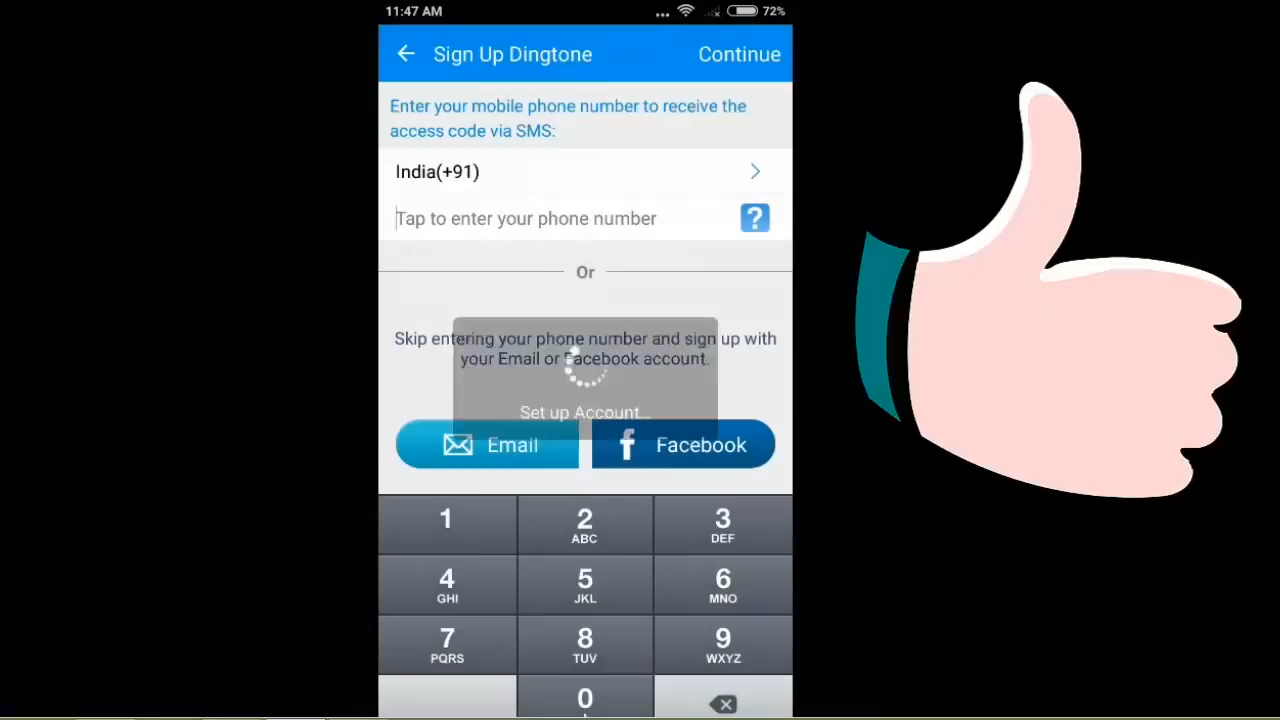 11:47 AM
72%
Sign Up Dingtone
Continue
Enter your mobile phone number to receive the
access code via SMS:
India(+91)
Tap to enter your phone number
?
Or
Skip entering your phone number and sign up with
your Email or Facebook account.
Set up Account...
Email
f Facebook
1
2
ABC
3
DEF
4
GHI
5
JKL
6
MNO
7
PQRS
8
TUV
9
WXYZ
0